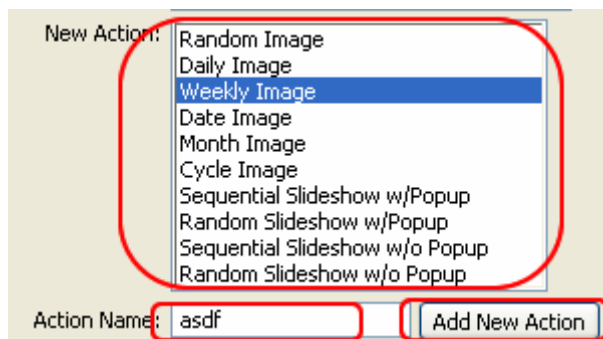 New Action:
Random Image
Daily Image
Weekly Image
Date Image
Month Image
Cycle Image
Sequential Slideshow w/Popup
Random Slideshow w/Popup
Sequential Slideshow w/o Popup
Random Slideshow w/o Popup
Action Name: asdf Add New Action